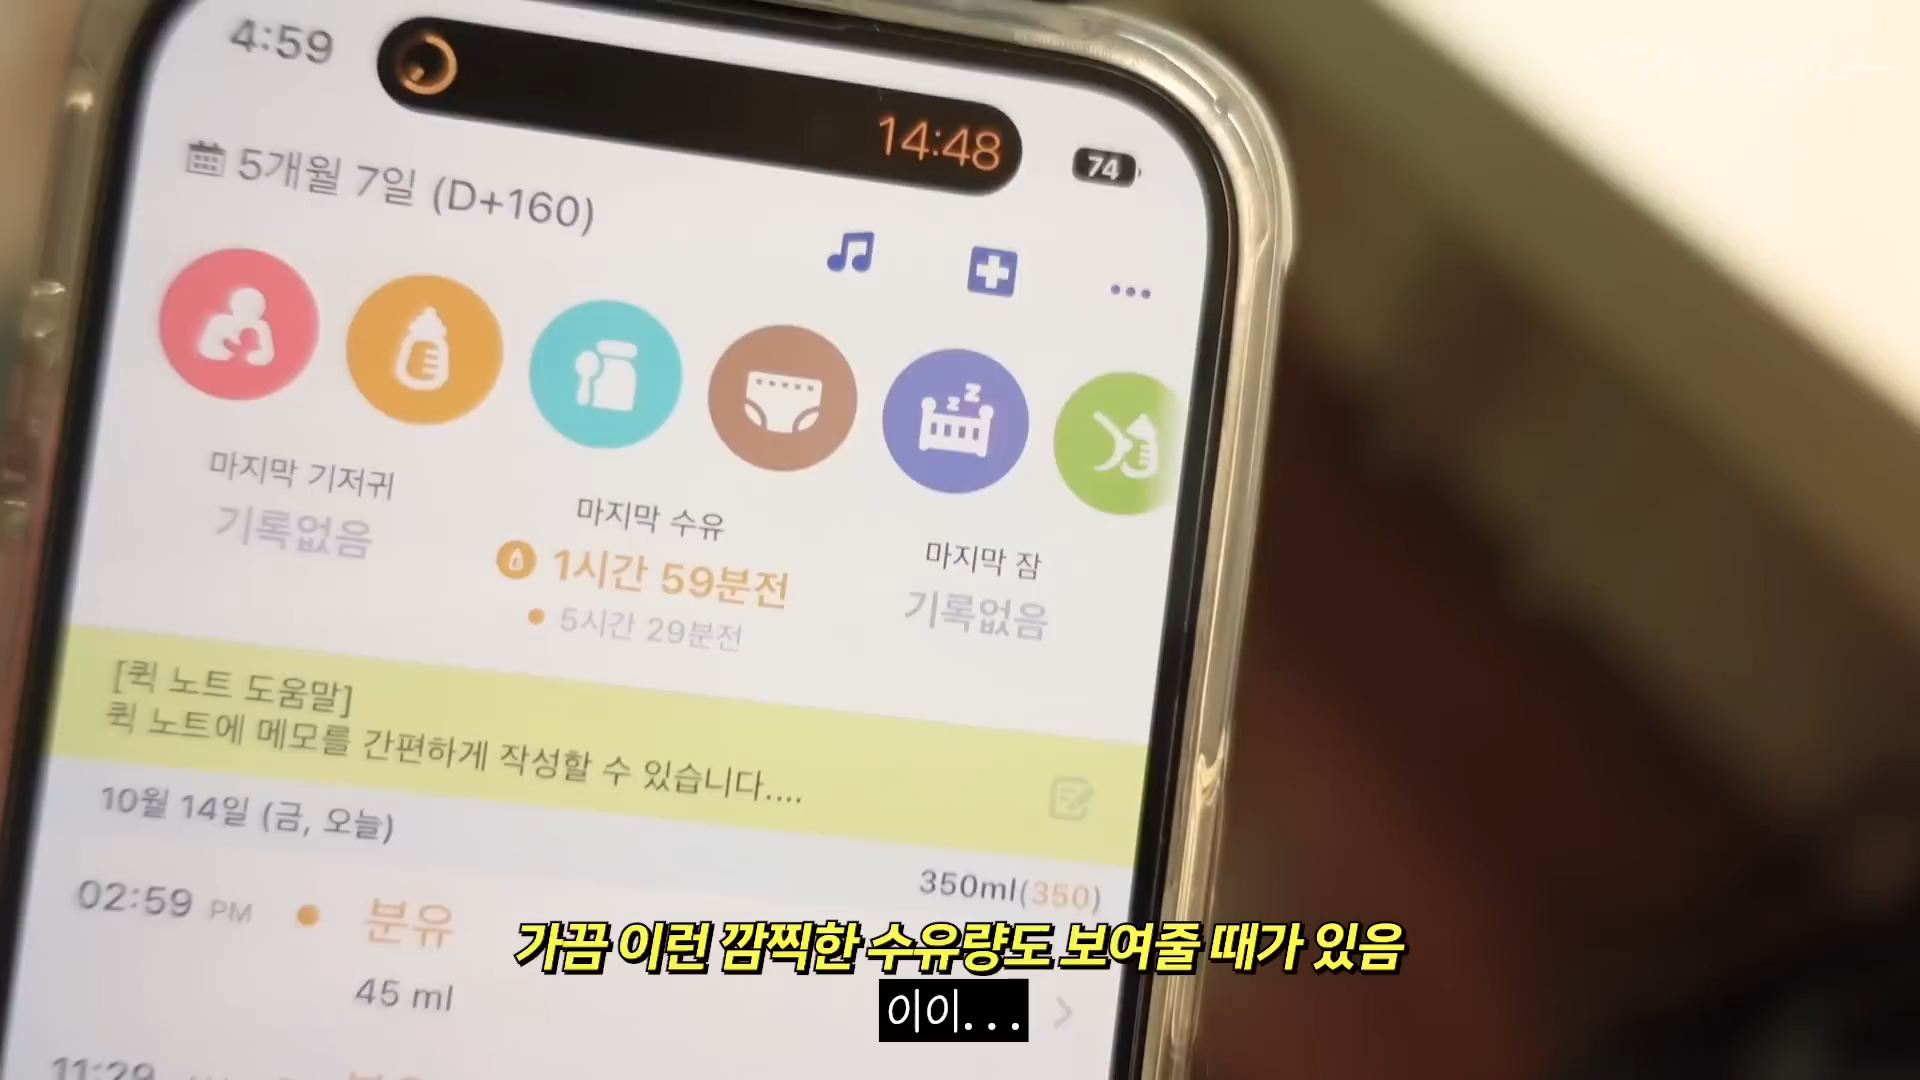 4:59
14:48
74
5개월 7일 (D+160)
마지막 기저귀
기록없음
마지막 수유
1시간 59분전
5시간 29분전
마지막 잠
기록없음
[퀵 노트 도움말]
퀵 노트에 메모를 간편하게 작성할 수 있습니다....
10월 14일 (금, 오늘)
350ml(350)
02:59 PM 분유
45 ml
가끔 이런 깜찍한 수유량도 보여줄 때가 있음
이이...
11:29